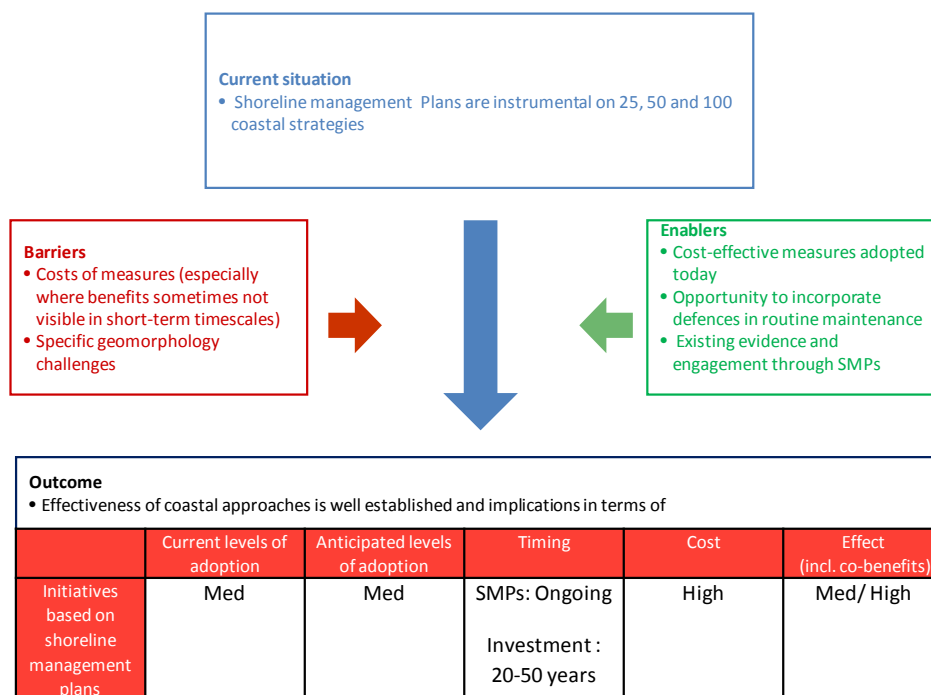 Current situation
• Shoreline management Plans are instrumental on 25, 50 and 100
coastal strategies
Barriers
• Costs of measures (especially
where benefits sometimes not
visible in short-term timescales)
• Specific geomorphology
challenges
Enablers
• Cost-effective measures adopted
today
• Opportunity to incorporate
defences in routine maintenance
• Existing evidence and
engagement through SMPs
Outcome
• Effectiveness of coastal approaches is well established and implications in terms of
Current levels of
adoption
Anticipated levels
of adoption
Timing
Cost
Effect
(incl. co-benefits)
Initiatives
based on
shoreline
management
plans
Med
Med
SMPs: Ongoing
Investment :
20-50 years
High
Med/ High